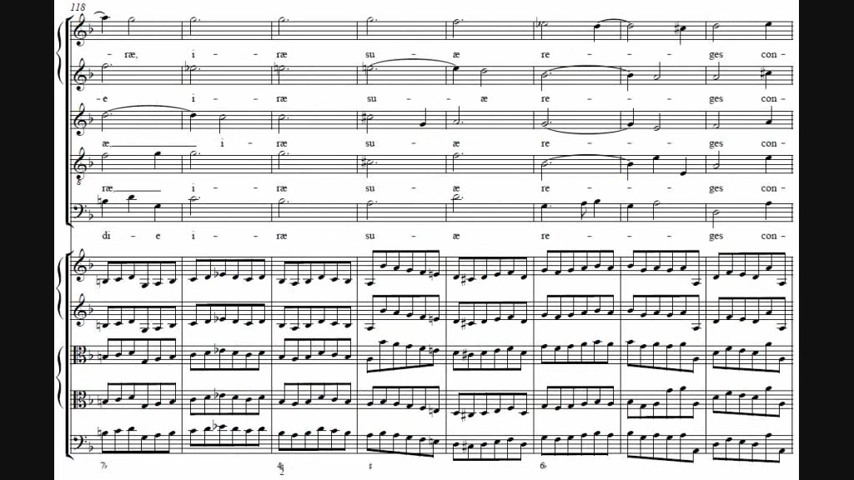 118
ræ, i - ræ su - æ re - - - ges con -
- e i - ræ su - æ re - - - ges con -
æ, i - ræ su - æ re - - - ges con -
ræ, i - ræ su - æ re - - - ges con -
di - e i - ræ su - æ re - - - ges con -